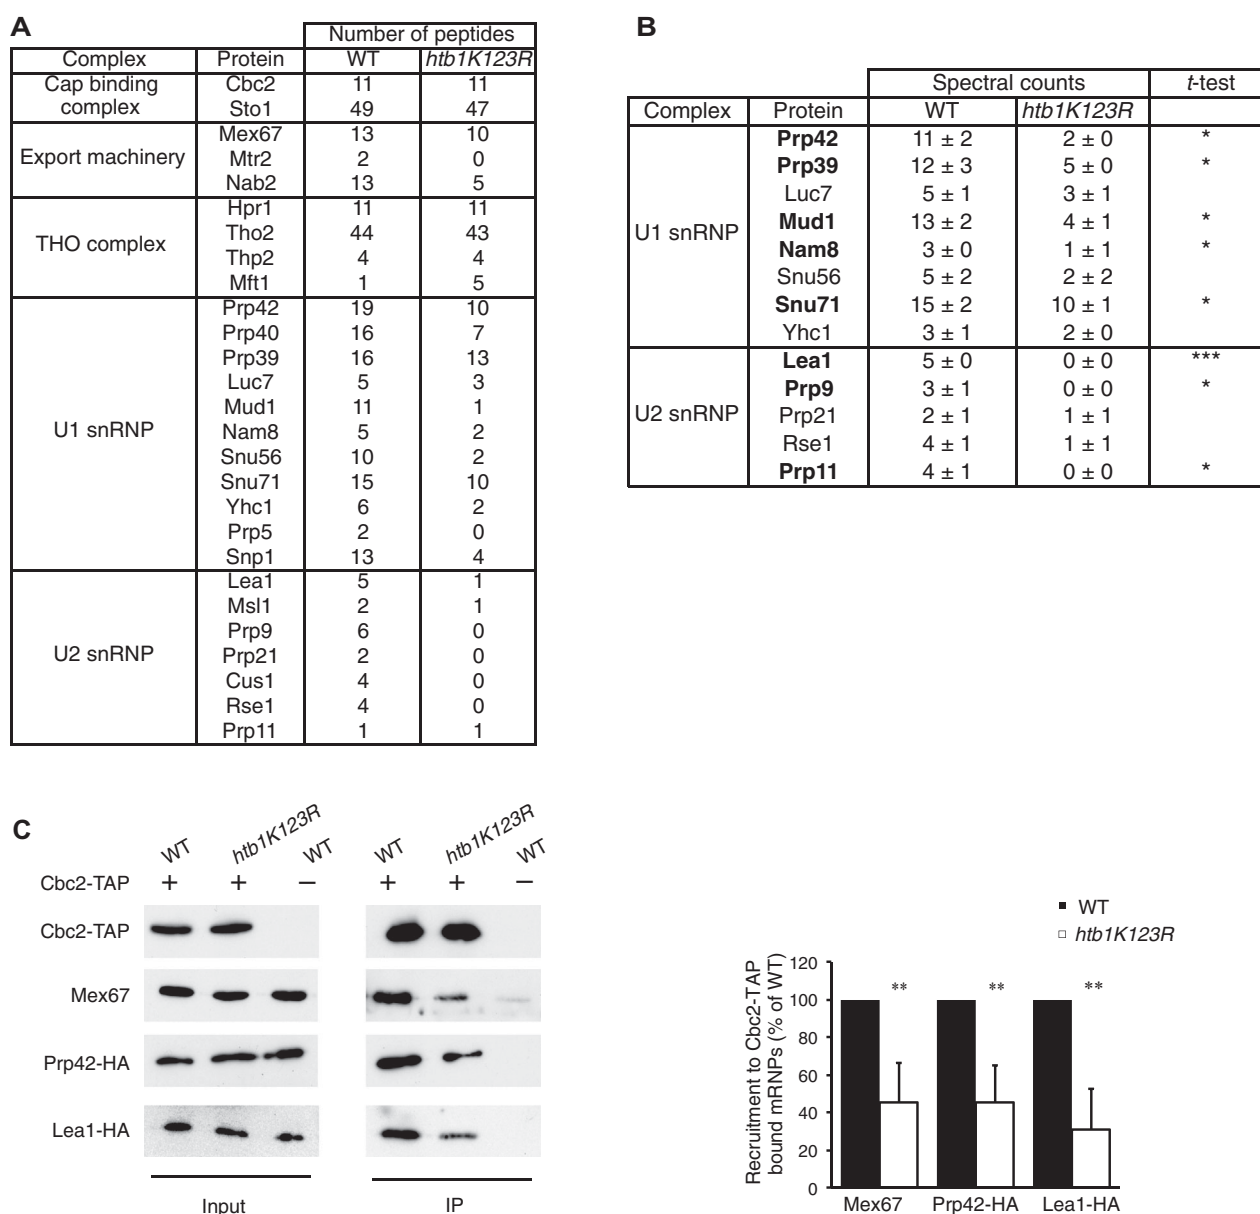 A
Number of peptides
Complex Protein WT htb1K123R
Cap binding complex
Cbc2 11 11
Sto1 49 47
Export machinery
Mex67 13 10
Mtr2 2 0
Nab2 13 5
THO complex
Hpr1 11 11
Tho2 44 43
Thp2 4 4
Mft1 1 5
U1 snRNP
Prp42 19 10
Prp40 16 7
Prp39 16 13
Luc7 5 3
Mud1 11 1
Nam8 5 2
Snu56 10 2
Snu71 15 10
Yhc1 6 2
Prp5 2 0
Snp1 13 4
U2 snRNP
Lea1 5 1
Msl1 2 1
Prp9 6 0
Prp21 2 0
Cus1 4 0
Rse1 4 0
Prp11 1 1
B
Spectral counts t-test
Complex Protein WT htb1K123R
U1 snRNP
Prp42 11 ± 2 2 ± 0 *
Prp39 12 ± 3 5 ± 0 *
Luc7 5 ± 1 3 ± 1
Mud1 13 ± 2 4 ± 1 *
Nam8 3 ± 0 1 ± 1 *
Snu56 5 ± 2 2 ± 2
Snu71 15 ± 2 10 ± 1 *
Yhc1 3 ± 1 2 ± 0
U2 snRNP
Lea1 5 ± 0 0 ± 0 ***
Prp9 3 ± 1 0 ± 0 *
Prp21 2 ± 1 1 ± 1
Rse1 4 ± 1 1 ± 1
Prp11 4 ± 1 0 ± 0 *
C
WT htb1K123R WT WT htb1K123R WT
Cbc2-TAP + + − + + −
Cbc2-TAP
Mex67
Prp42-HA
Lea1-HA
Input IP
WT
htb1K123R
Recruitment to Cbc2-TAP
bound mRNPs (% of WT)
120
100
80
60
40
20
0
** ** **
Mex67 Prp42-HA Lea1-HA